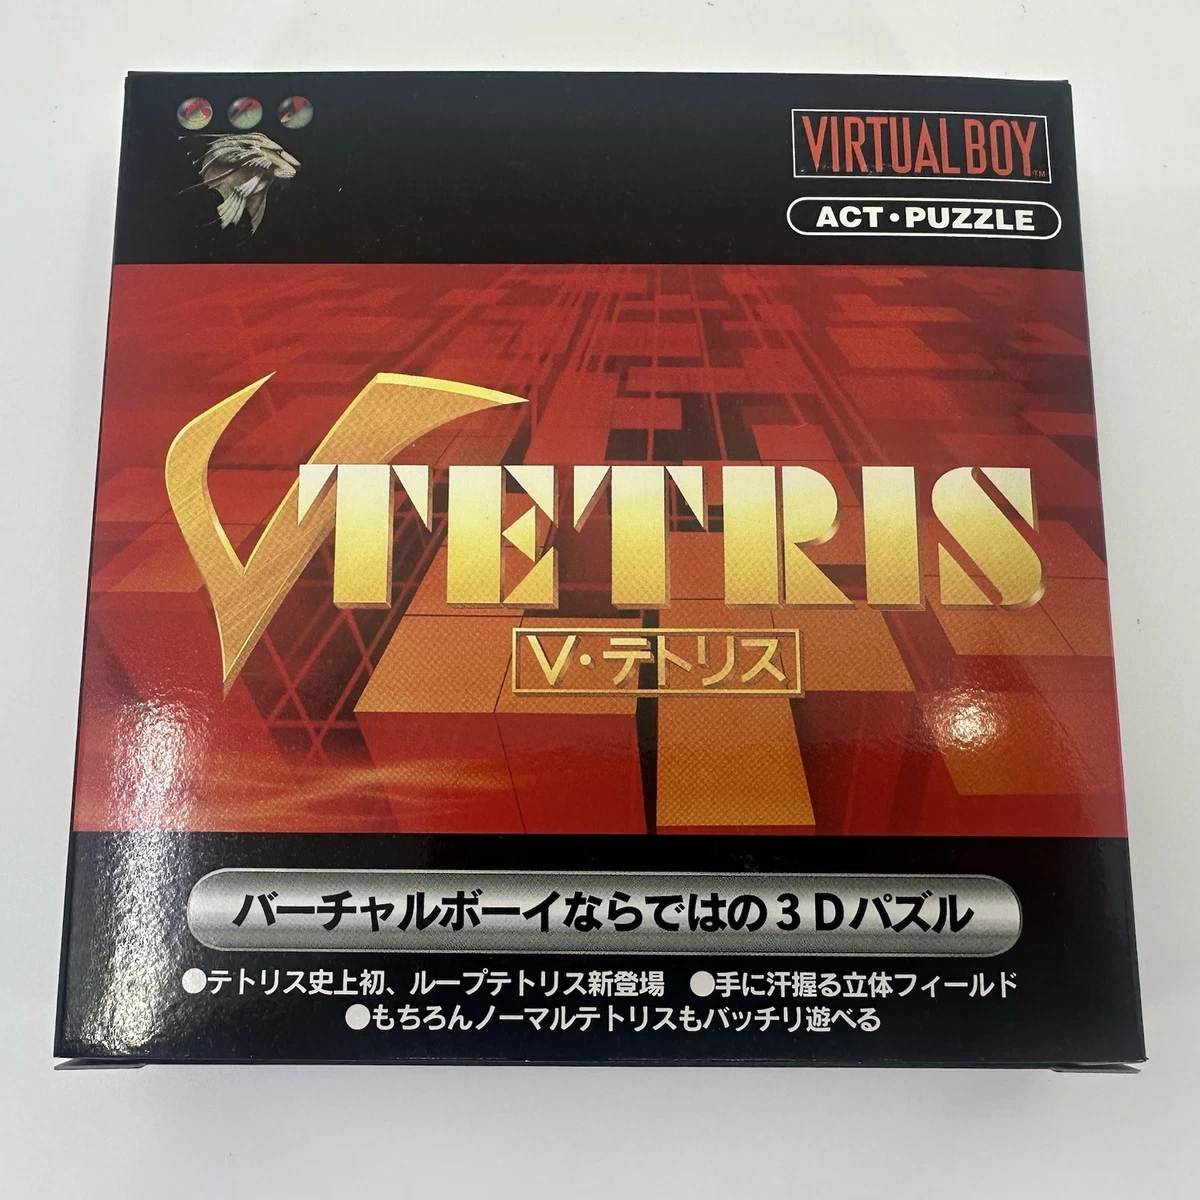 VIRTUAL BOY™
ACT・PUZZLE
V TETRIS
V・テトリス
バーチャルボーイならではの3Dパズル
●テトリス史上初、ループテトリス新登場 ●手に汗握る立体フィールド
●もちろんノーマルテトリスもバッチリ遊べる